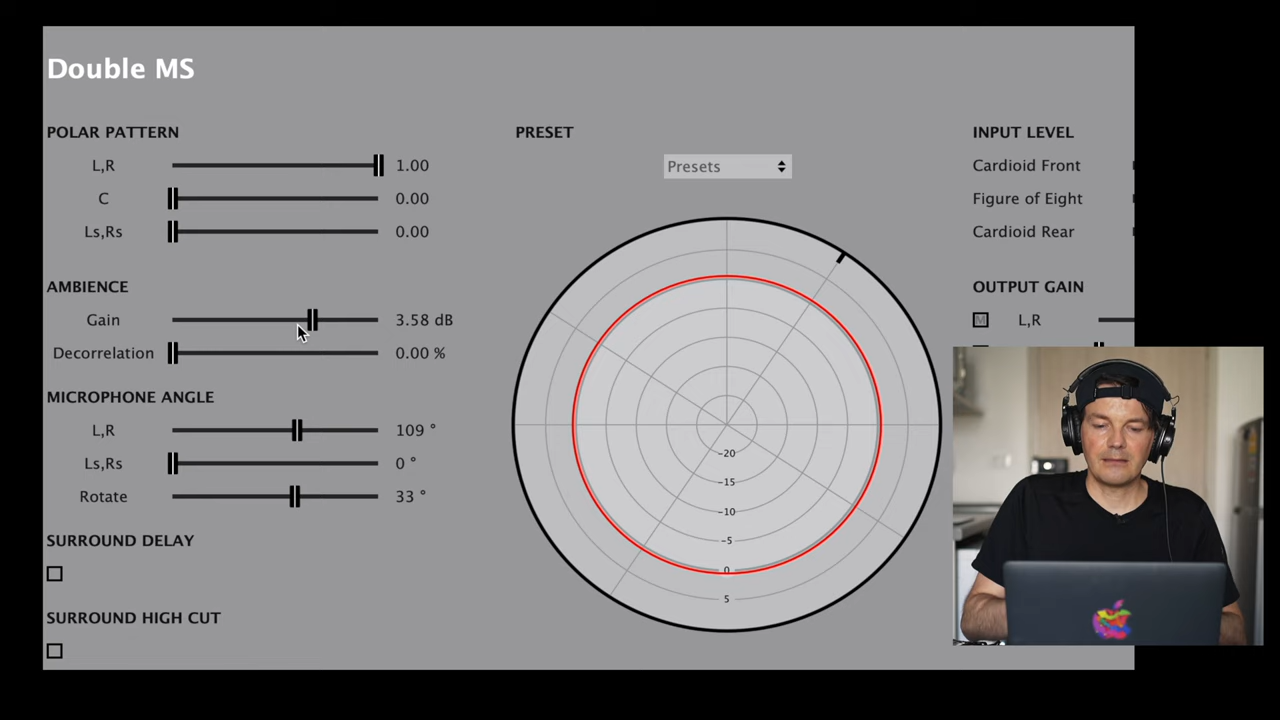 Double MS
POLAR PATTERN
L,R 1.00
C 0.00
Ls,Rs 0.00
AMBIENCE
Gain 3.58 dB
Decorrelation 0.00 %
MICROPHONE ANGLE
L,R 109 °
Ls,Rs 0 °
Rotate 33 °
SURROUND DELAY
SURROUND HIGH CUT
PRESET
Presets
-20
-15
-10
-5
0
5
INPUT LEVEL
Cardioid Front
Figure of Eight
Cardioid Rear
OUTPUT GAIN
L,R